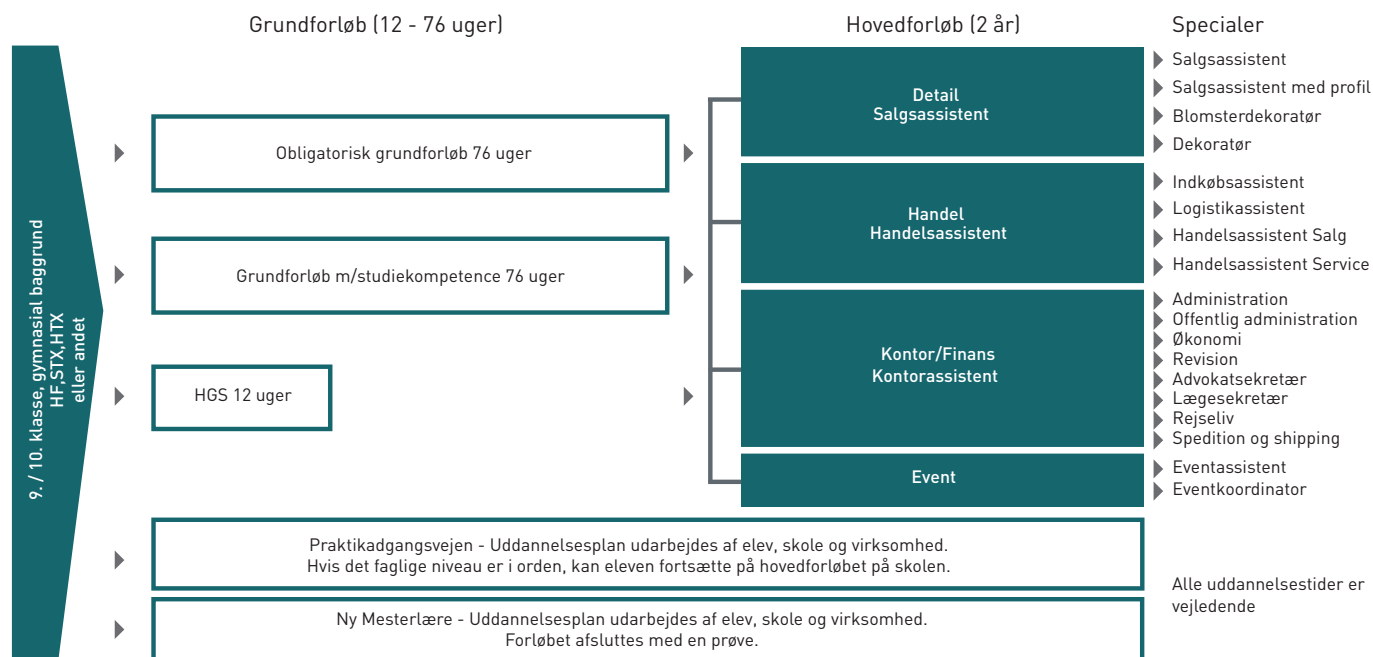 Grundforløb (12 - 76 uger)
Hovedforløb (2 år)
Specialer
9. / 10. klasse, gymnasial baggrund
HF,STX,HTX
eller andet
Obligatorisk grundforløb 76 uger
Grundforløb m/studiekompetence 76 uger
HGS 12 uger
Detail
Salgsassistent
Salgsassistent
Salgsassistent med profil
Blomsterdekoratør
Dekoratør
Handel
Handelsassistent
Indkøbsassistent
Logistikassistent
Handelsassistent Salg
Handelsassistent Service
Kontor/Finans
Kontorassistent
Administration
Offentlig administration
Økonomi
Revision
Advokatsekretær
Lægesekretær
Rejseliv
Spedition og shipping
Event
Eventassistent
Eventkoordinator
Praktikadgangsvejen - Uddannelsesplan udarbejdes af elev, skole og virksomhed.
Hvis det faglige niveau er i orden, kan eleven fortsætte på hovedforløbet på skolen.
Ny Mesterlære - Uddannelsesplan udarbejdes af elev, skole og virksomhed.
Forløbet afsluttes med en prøve.
Alle uddannelsestider er
vejledende